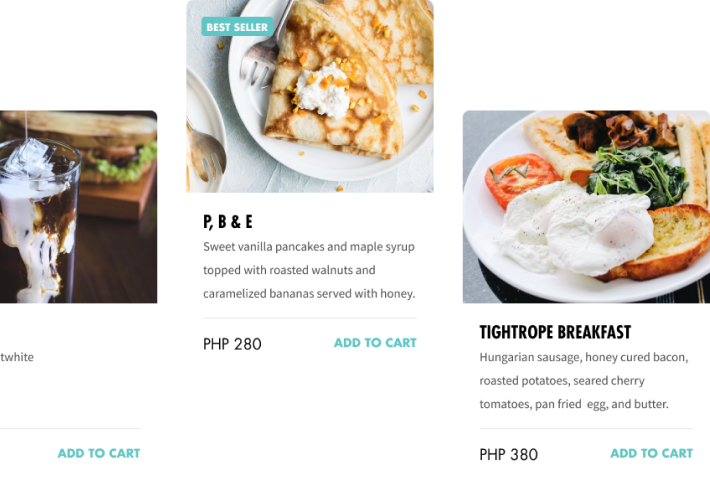 BEST SELLER
P, B & E
Sweet vanilla pancakes and maple syrup
topped with roasted walnuts and
caramelized bananas served with honey.
PHP 280
ADD TO CART
TIGHTROPE BREAKFAST
Hungarian sausage, honey cured bacon,
roasted potatoes, seared cherry
tomatoes, pan fried  egg, and butter.
PHP 380
ADD TO CART
twhite
ADD TO CART